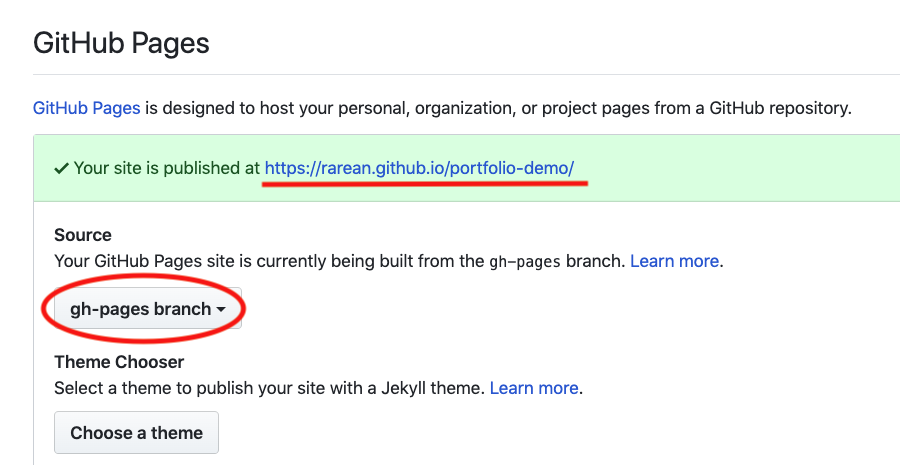 GitHub Pages
GitHub Pages is designed to host your personal, organization, or project pages from a GitHub repository.
Your site is published at https://rarean.github.io/portfolio-demo/
Source
Your GitHub Pages site is currently being built from the gh-pages branch. Learn more.
gh-pages branch
Theme Chooser
Select a theme to publish your site with a Jekyll theme. Learn more.
Choose a theme